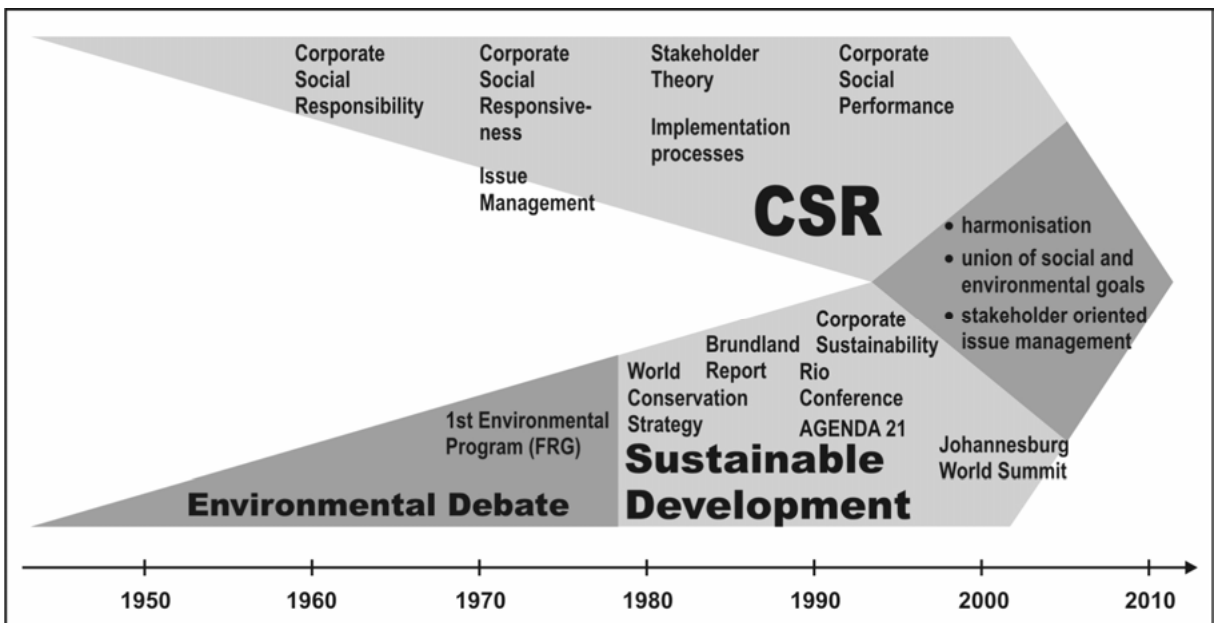 Corporate
Social
Responsibility
Corporate
Social
Responsive-
ness
Issue
Management
Stakeholder
Theory
Implementation
processes
Corporate
Social
Performance
CSR
• harmonisation
• union of social and
environmental goals
• stakeholder oriented
issue management
1st Environmental
Program (FRG)
Environmental Debate
World
Conservation
Strategy
Brundland
Report
Corporate
Sustainability
Rio
Conference
AGENDA 21
Sustainable
Development
Johannesburg
World Summit
1950 1960 1970 1980 1990 2000 2010